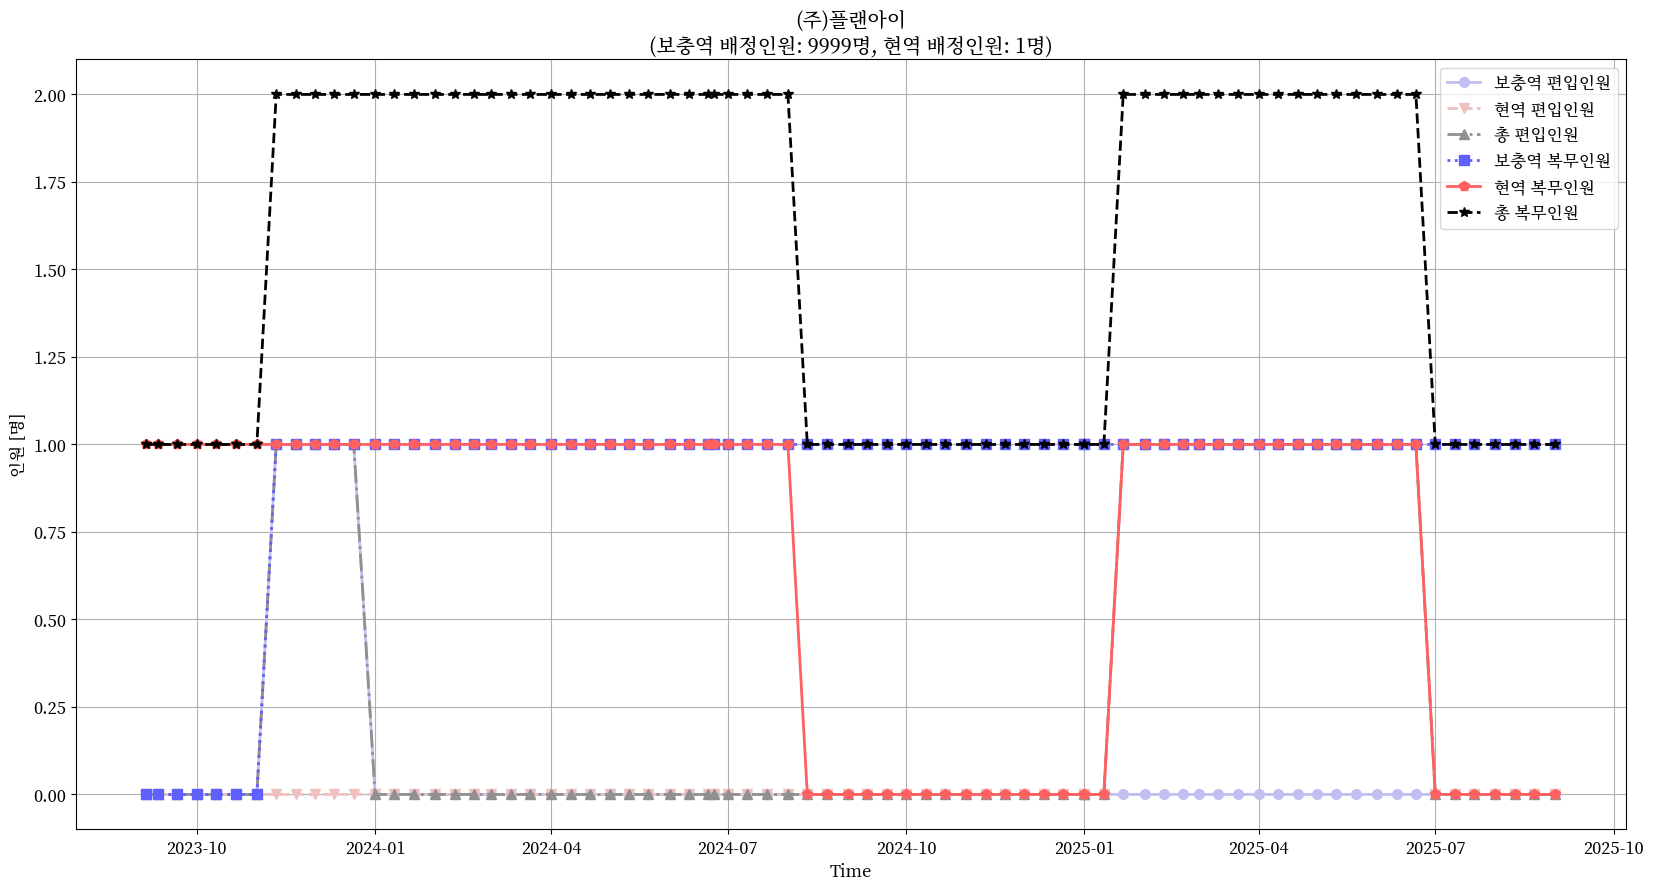 (주)플랜아이
(보충역 배정인원: 9999명, 현역 배정인원: 1명)
2.00
1.75
1.50
1.25
1.00
0.75
0.50
0.25
0.00
인원 [명]
보충역 편입인원
현역 편입인원
총 편입인원
보충역 복무인원
현역 복무인원
총 복무인원
2023-10
2024-01
2024-04
2024-07
2024-10
2025-01
2025-04
2025-07
2025-10
Time